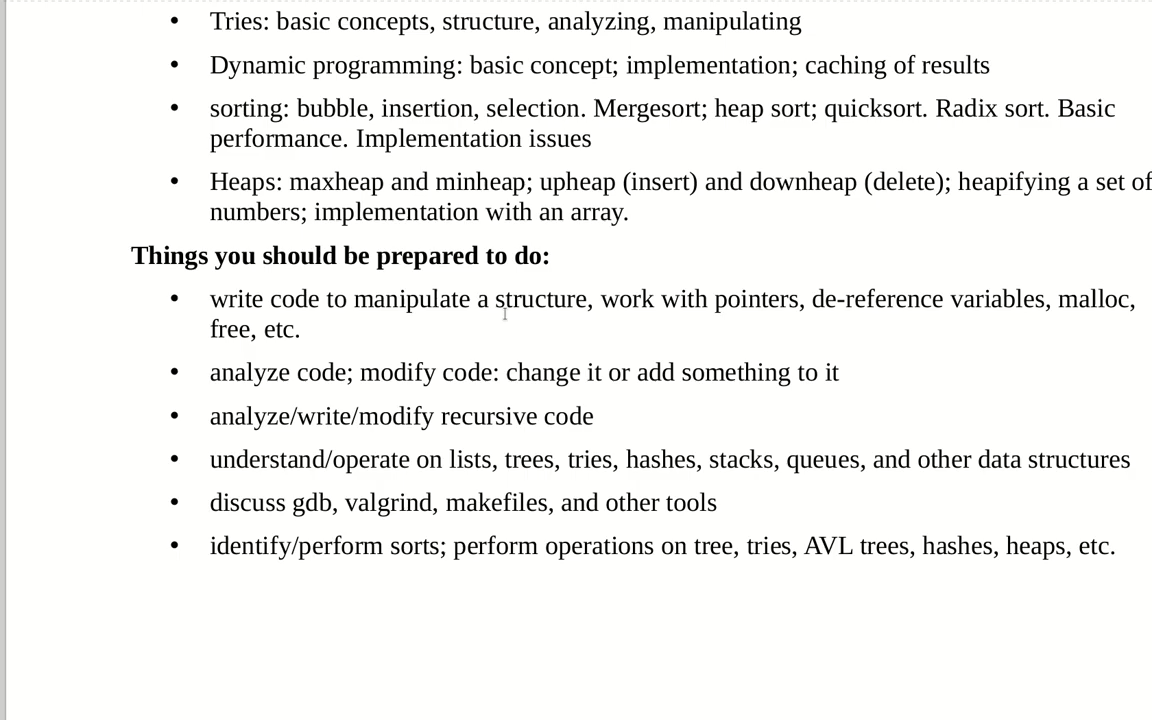 • Tries: basic concepts, structure, analyzing, manipulating
• Dynamic programming: basic concept; implementation; caching of results
• sorting: bubble, insertion, selection. Mergesort; heap sort; quicksort. Radix sort. Basic
performance. Implementation issues
• Heaps: maxheap and minheap; upheap (insert) and downheap (delete); heapifying a set of
numbers; implementation with an array.
Things you should be prepared to do:
• write code to manipulate a structure, work with pointers, de-reference variables, malloc,
free, etc.
• analyze code; modify code: change it or add something to it
• analyze/write/modify recursive code
• understand/operate on lists, trees, tries, hashes, stacks, queues, and other data structures
• discuss gdb, valgrind, makefiles, and other tools
• identify/perform sorts; perform operations on tree, tries, AVL trees, hashes, heaps, etc.